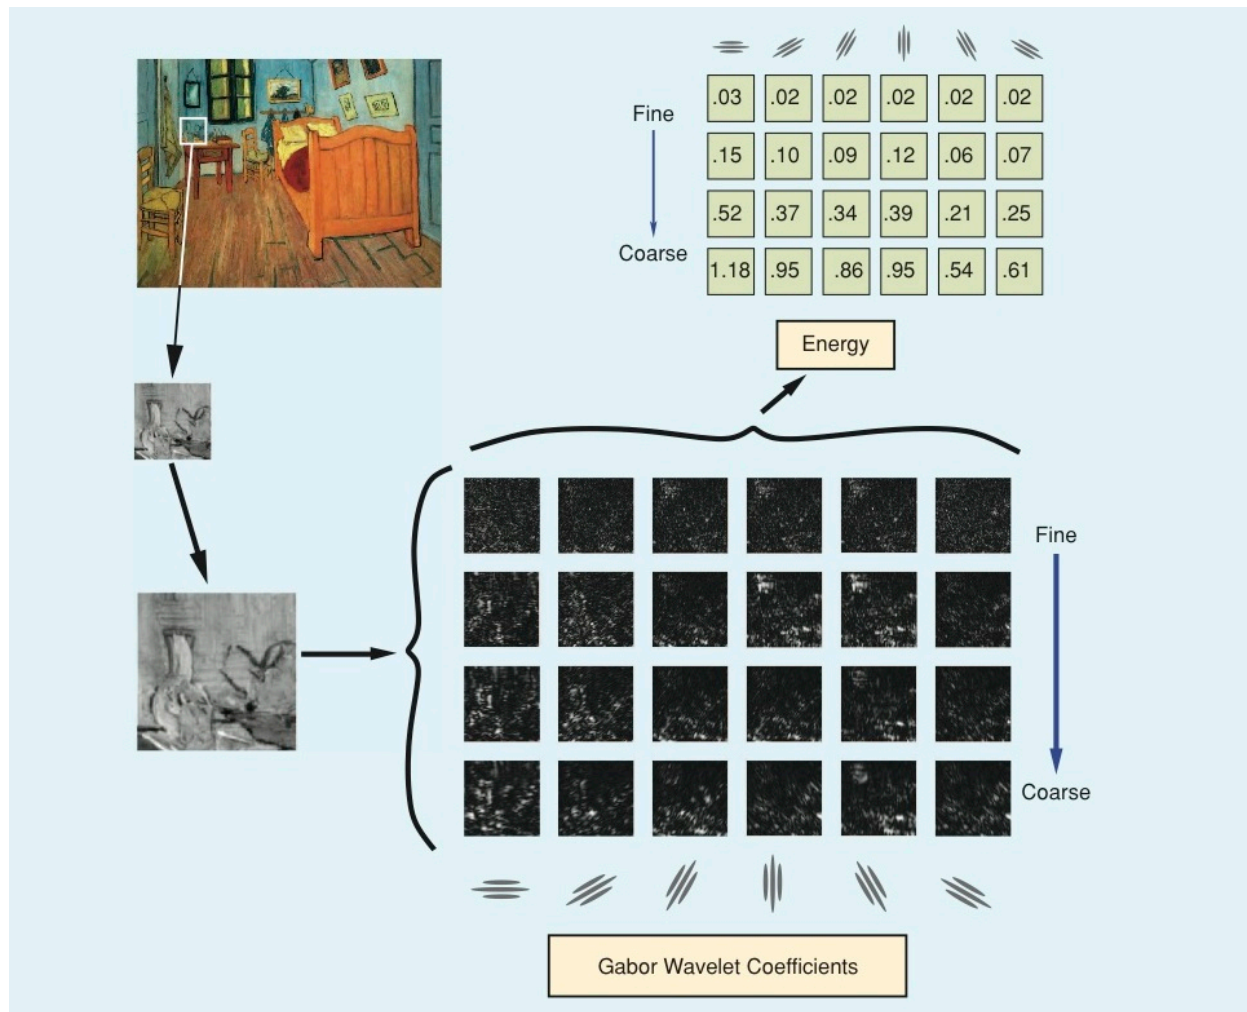 Fine
Coarse
.03 .02 .02 .02 .02 .02
.15 .10 .09 .12 .06 .07
.52 .37 .34 .39 .21 .25
1.18 .95 .86 .95 .54 .61
Energy
Fine
Coarse
Gabor Wavelet Coefficients